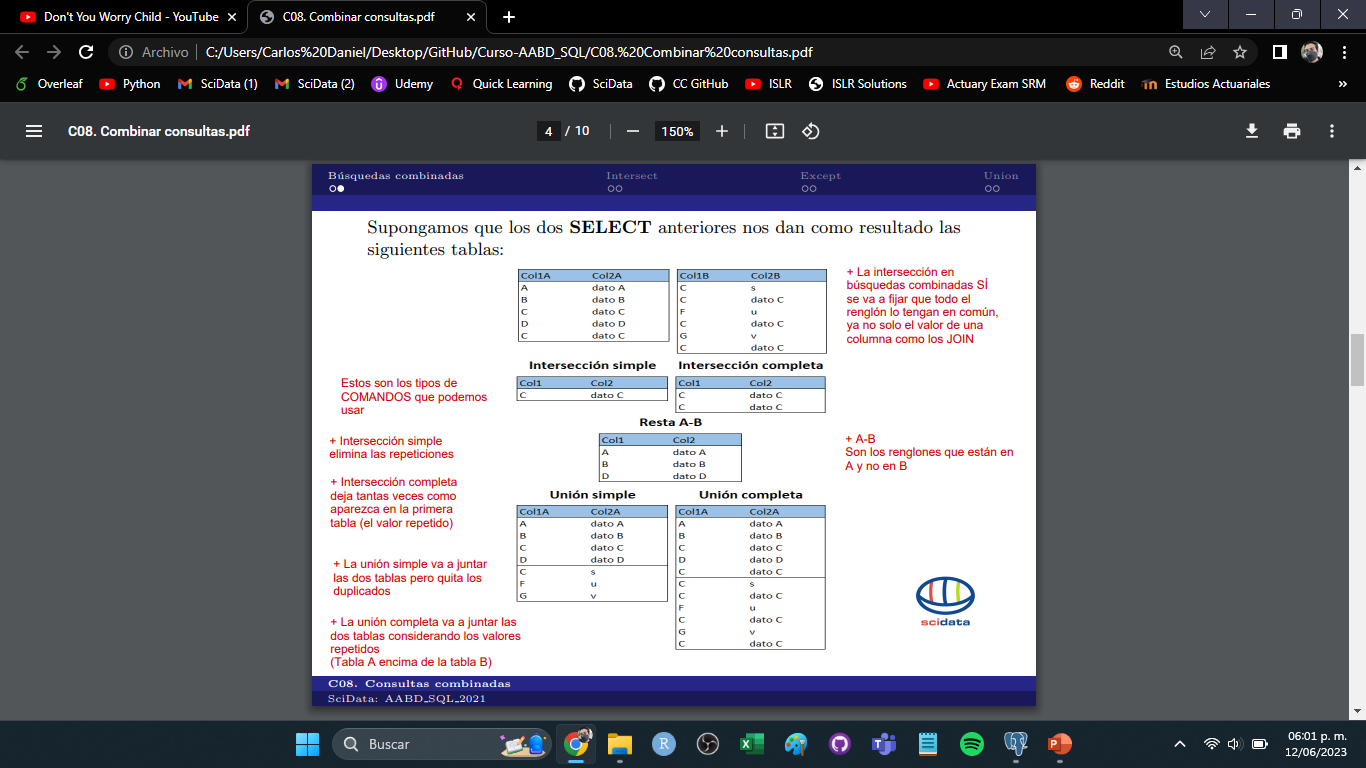 Don't You Worry Child - YouTube
C08. Combinar consultas.pdf
Archivo
C:/Users/Carlos%20Daniel/Desktop/GitHub/Curso-AABD_SQL/C08.%20Combinar%20consultas.pdf
Overleaf Python SciData (1) SciData (2) Udemy Quick Learning SciData CC GitHub ISLR ISLR Solutions Actuary Exam SRM Reddit Estudios Actuariales »
C08. Combinar consultas.pdf 4 / 10 150%
Búsquedas combinadas Intersect Except Union
Supongamos que los dos SELECT anteriores nos dan como resultado las
siguientes tablas:
Col1A Col2A
A dato A
B dato B
C dato C
D dato D
C dato C
Col1B Col2B
C s
C dato C
F u
C dato C
G v
C dato C
+ La intersección en
búsquedas combinadas SÍ
se va a fijar que todo el
renglón lo tengan en común,
ya no solo el valor de una
columna como los JOIN
Estos son los tipos de
COMANDOS que podemos
usar
Intersección simple
Col1 Col2
C dato C
Intersección completa
Col1 Col2
C dato C
C dato C
+ Intersección simple
elimina las repeticiones
Resta A-B
Col1 Col2
A dato A
B dato B
D dato D
+ A-B
Son los renglones que están en
A y no en B
+ Intersección completa
deja tantas veces como
aparezca en la primera
tabla (el valor repetido)
+ La unión simple va a juntar
las dos tablas pero quita los
duplicados
+ La unión completa va a juntar las
dos tablas considerando los valores
repetidos
(Tabla A encima de la tabla B)
Unión simple
Col1A Col2A
A dato A
B dato B
C dato C
D dato D
C s
F u
G v
Unión completa
Col1A Col2A
A dato A
B dato B
C dato C
D dato D
C dato C
C s
C dato C
F u
C dato C
G v
C dato C
scidata
C08. Consultas combinadas
SciData: AABD_SQL_2021
Buscar
06:01 p. m.
12/06/2023